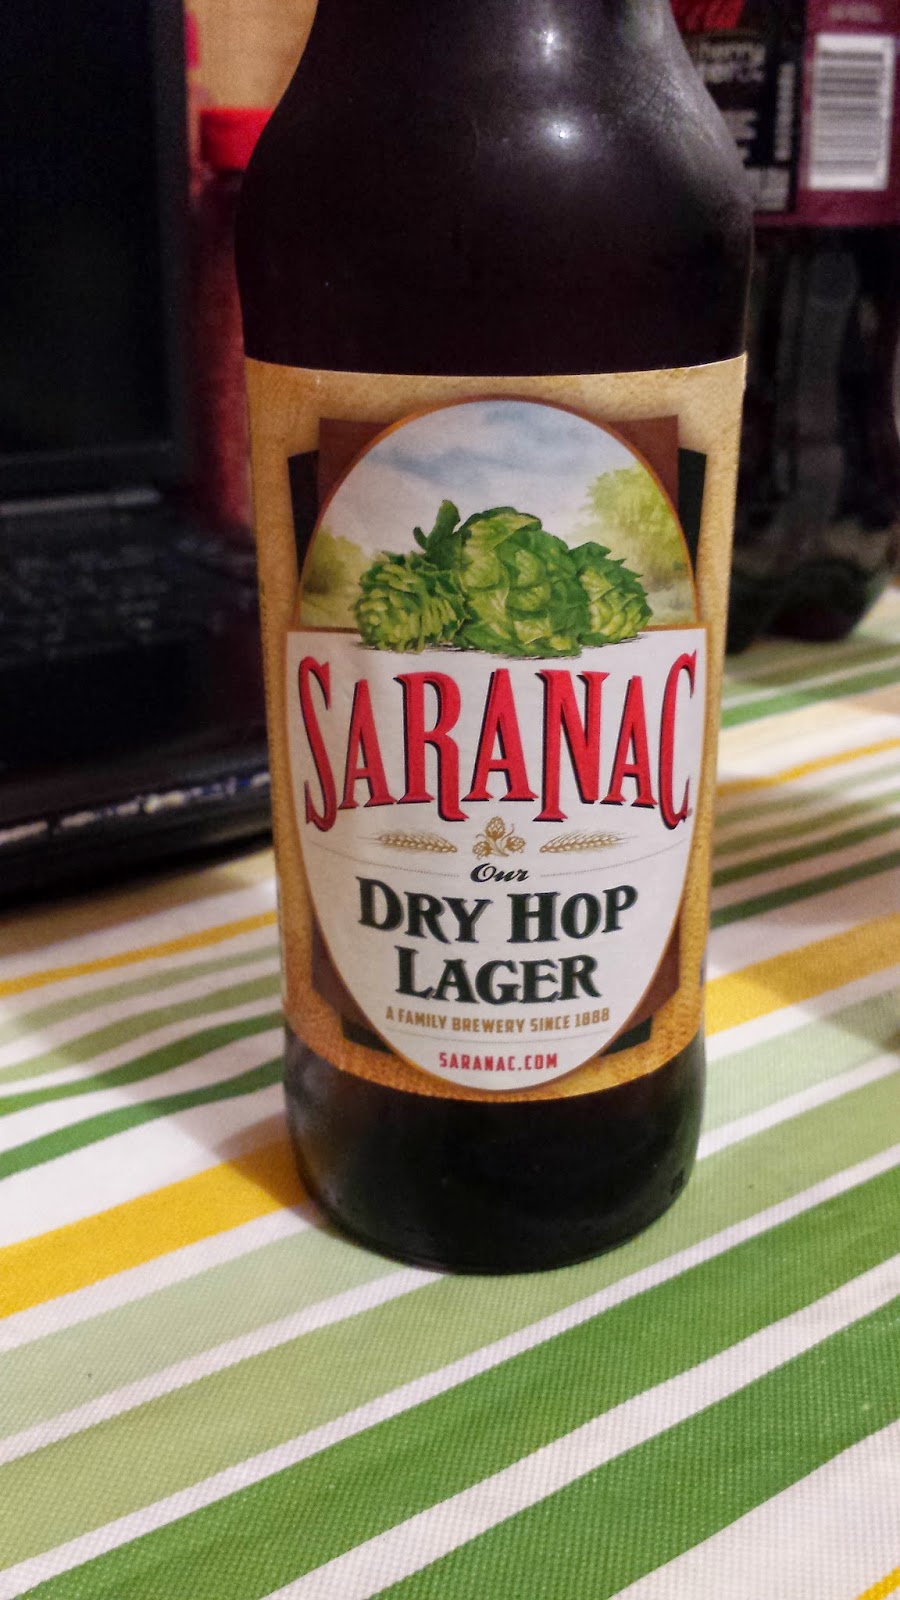 SARANAC
Our
DRY HOP
LAGER
A FAMILY BREWERY SINCE 1888
SARANAC.COM